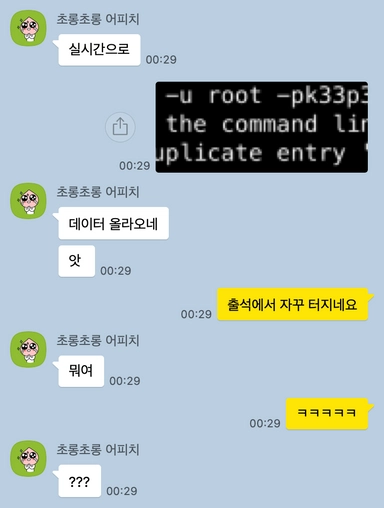 초롱초롱 어피치
실시간으로
00:29
-u root -pk33p3
the command lin
uplicate entry '
00:29
초롱초롱 어피치
데이터 올라오네
앗
00:29
00:29
출석에서 자꾸 터지네요
초롱초롱 어피치
뭐여
00:29
00:29
ㅋㅋㅋㅋㅋ
초롱초롱 어피치
???
00:29